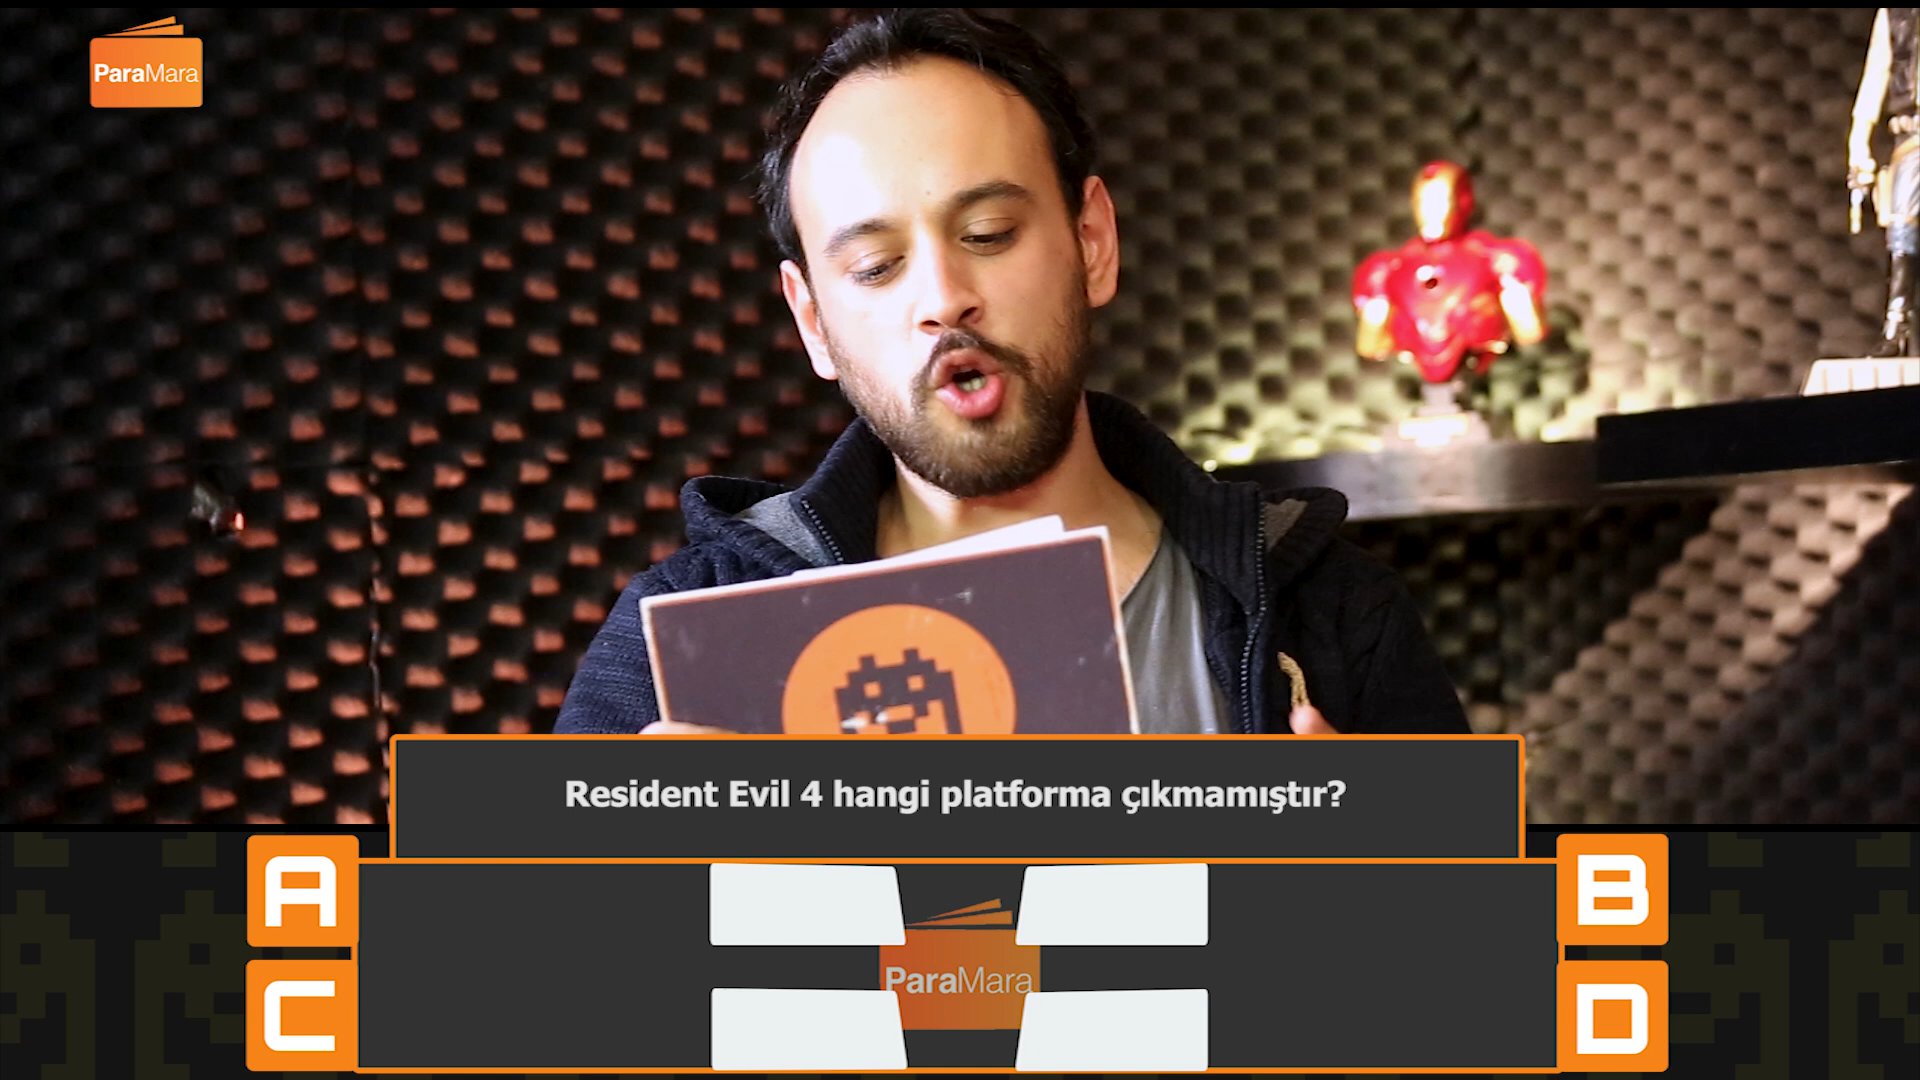 ParaMara
Resident Evil 4 hangi platforma çıkmamıştır?
A
B
ParaMara
C
D